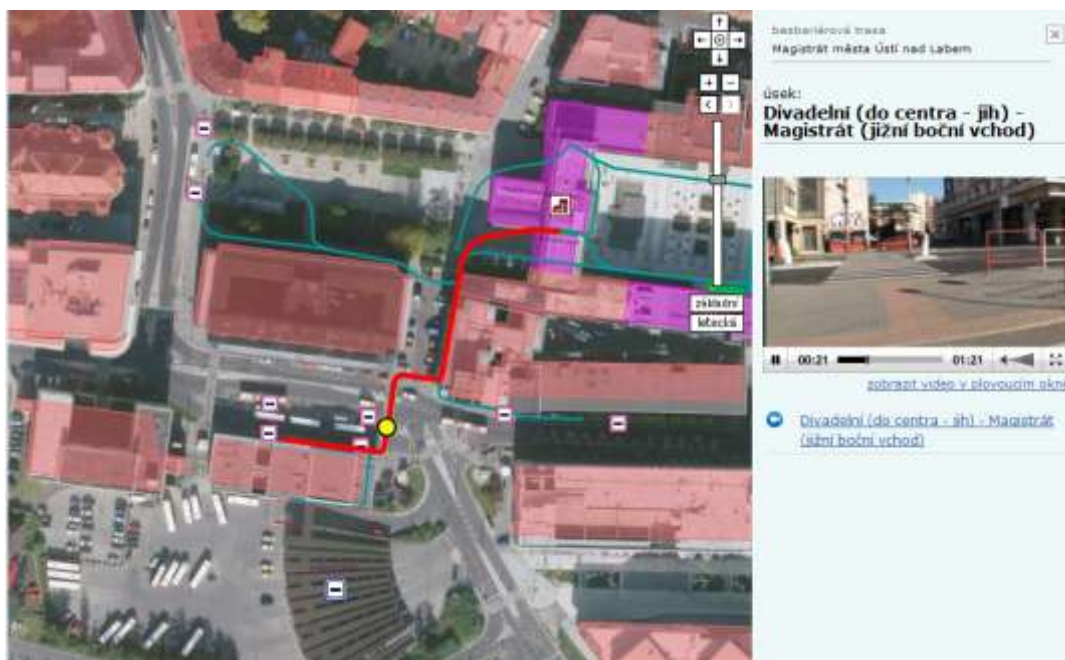 základní
letecká
bezbariérová trasa
Magistrát města Ústí nad Labem
úsek:
Divadelní (do centra - jih) -
Magistrát (jižní boční vchod)
00:21
01:21
zobrazit video v plovoucím okně
Divadelní (do centra - jih) - Magistrát
(jižní boční vchod)